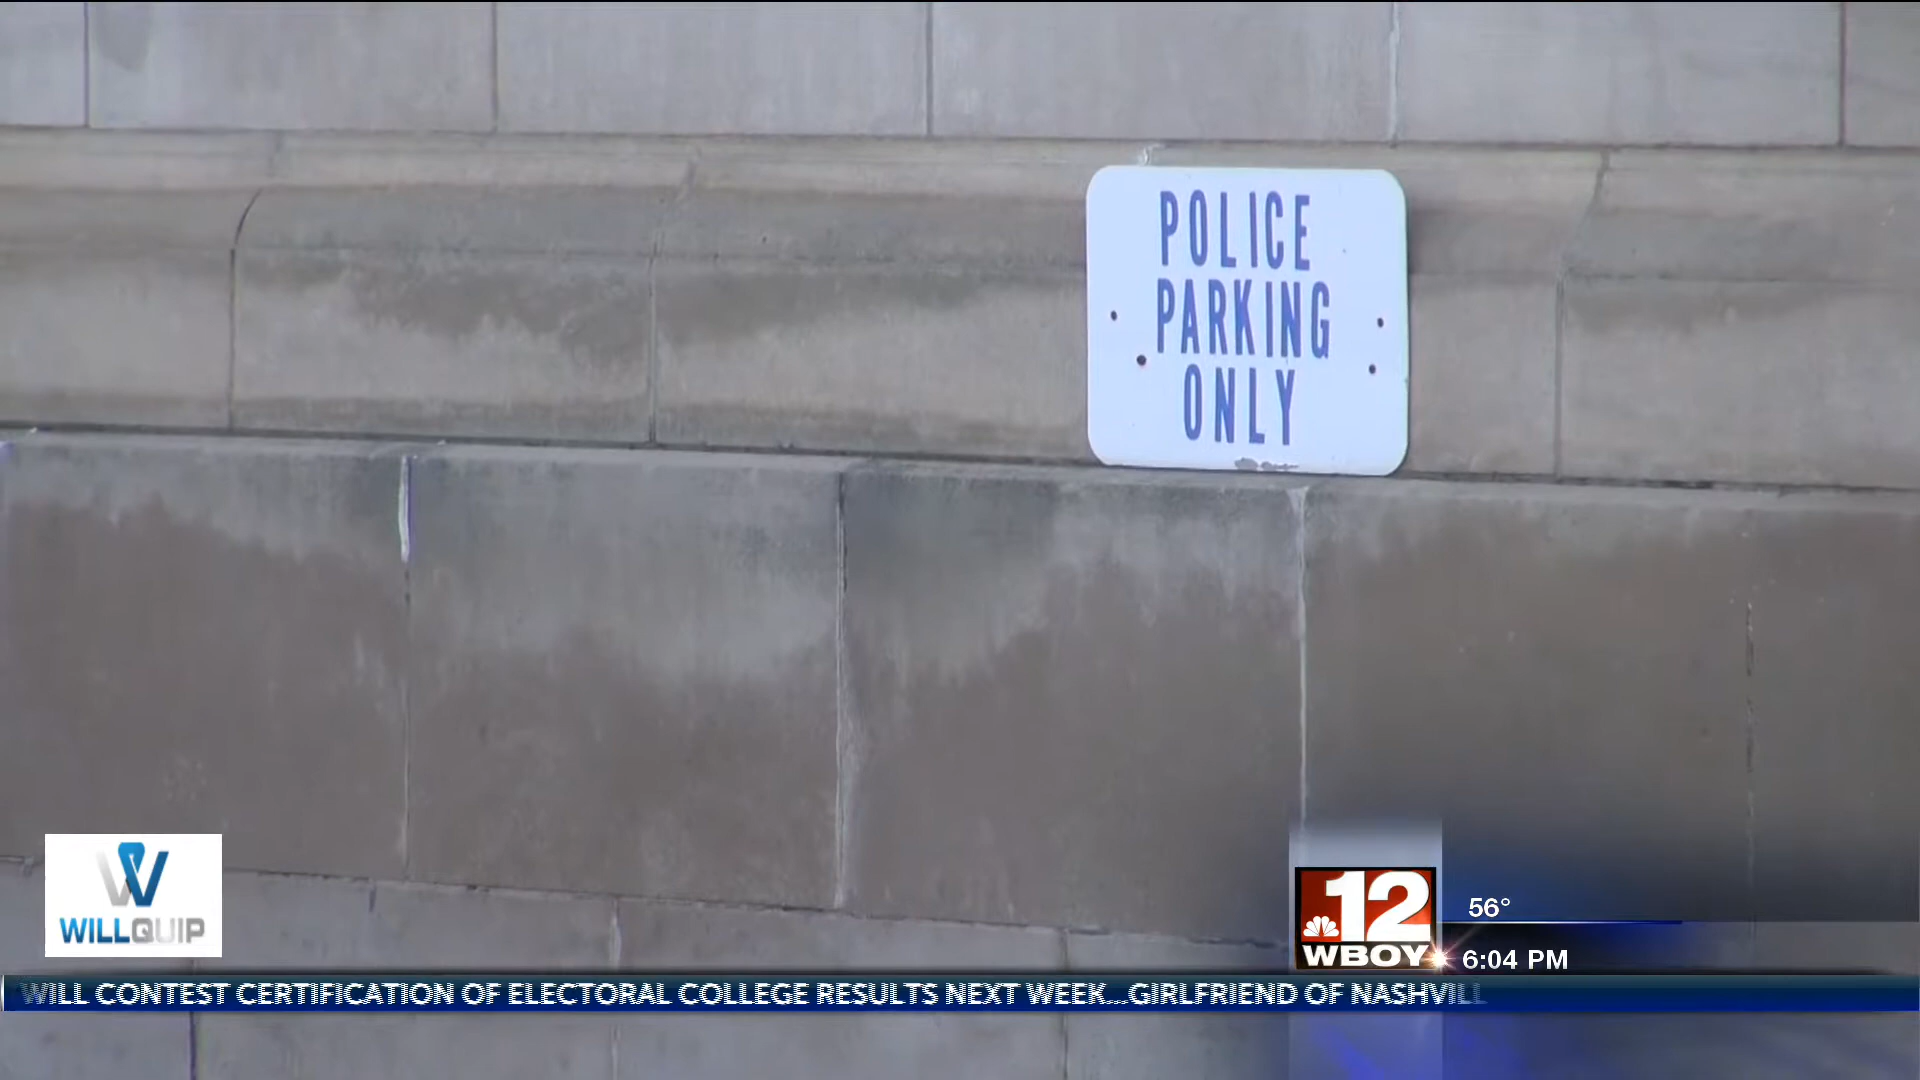 POLICE
PARKING
ONLY
WILLQUIP
12
WBOY
56°
6:04 PM
WILL CONTEST CERTIFICATION OF ELECTORAL COLLEGE RESULTS NEXT WEEK...GIRLFRIEND OF NASHVILL